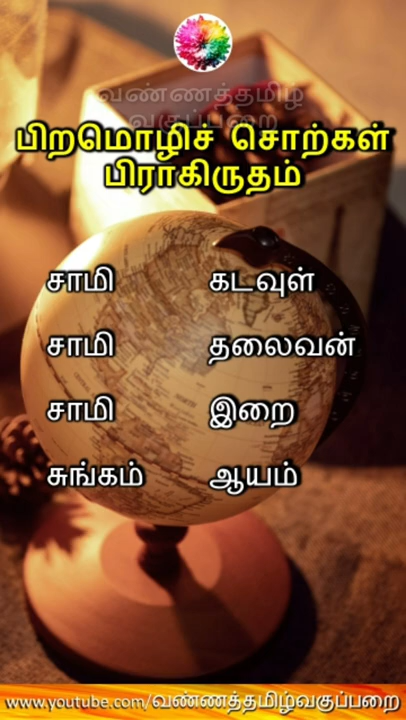 வண்ணத்தமிழ்
வகுப்பறை
பிறமொழிச் சொற்கள்
பிராகிருதம்
சாமி கடவுள்
சாமி தலைவன்
சாமி இறை
சுங்கம் ஆயம்
www.youtube.com/வண்ணத்தமிழ்வகுப்பறை